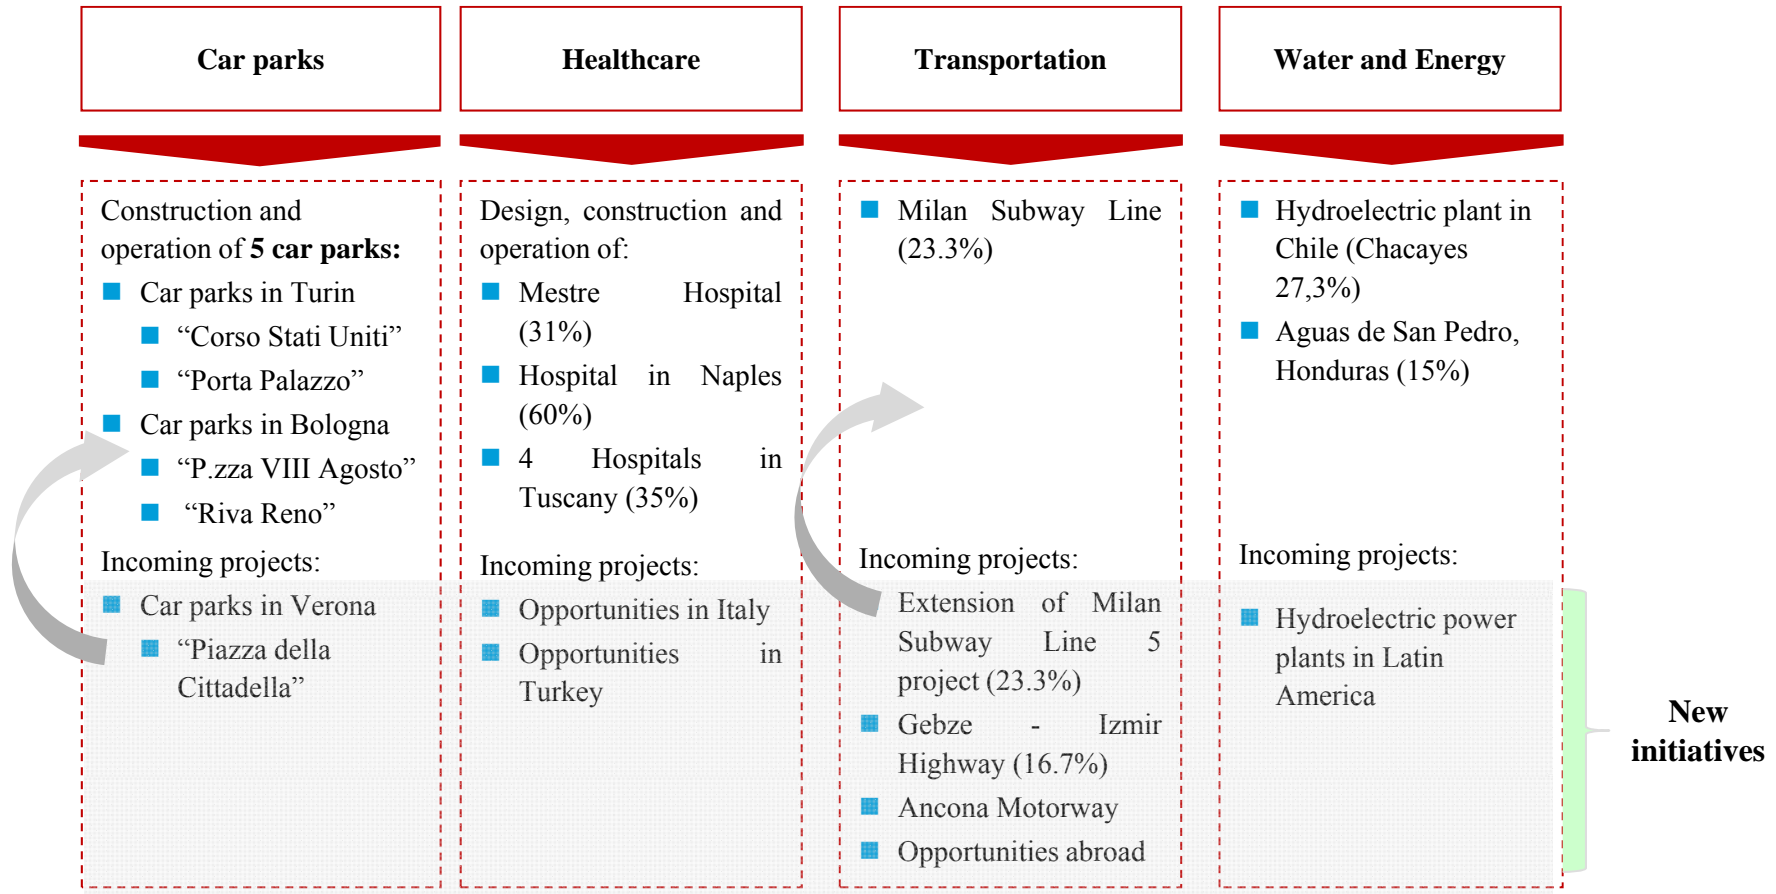 Car parks
Healthcare
Transportation
Water and Energy
Construction and
operation of 5 car parks:
Car parks in Turin
“Corso Stati Uniti”
“Porta Palazzo”
Car parks in Bologna
“P.zza VIII Agosto”
“Riva Reno”
Incoming projects:
Car parks in Verona
“Piazza della
Cittadella”
Design, construction and
operation of:
Mestre Hospital
(31%)
Hospital in Naples
(60%)
4 Hospitals in
Tuscany (35%)
Incoming projects:
Opportunities in Italy
Opportunities in
Turkey
Milan Subway Line
(23.3%)
Incoming projects:
Extension of Milan
Subway Line 5
project (23.3%)
Gebze - Izmir
Highway (16.7%)
Ancona Motorway
Opportunities abroad
Hydroelectric plant in
Chile (Chacayes
27,3%)
Aguas de San Pedro,
Honduras (15%)
Incoming projects:
Hydroelectric power
plants in Latin
America
New
initiatives